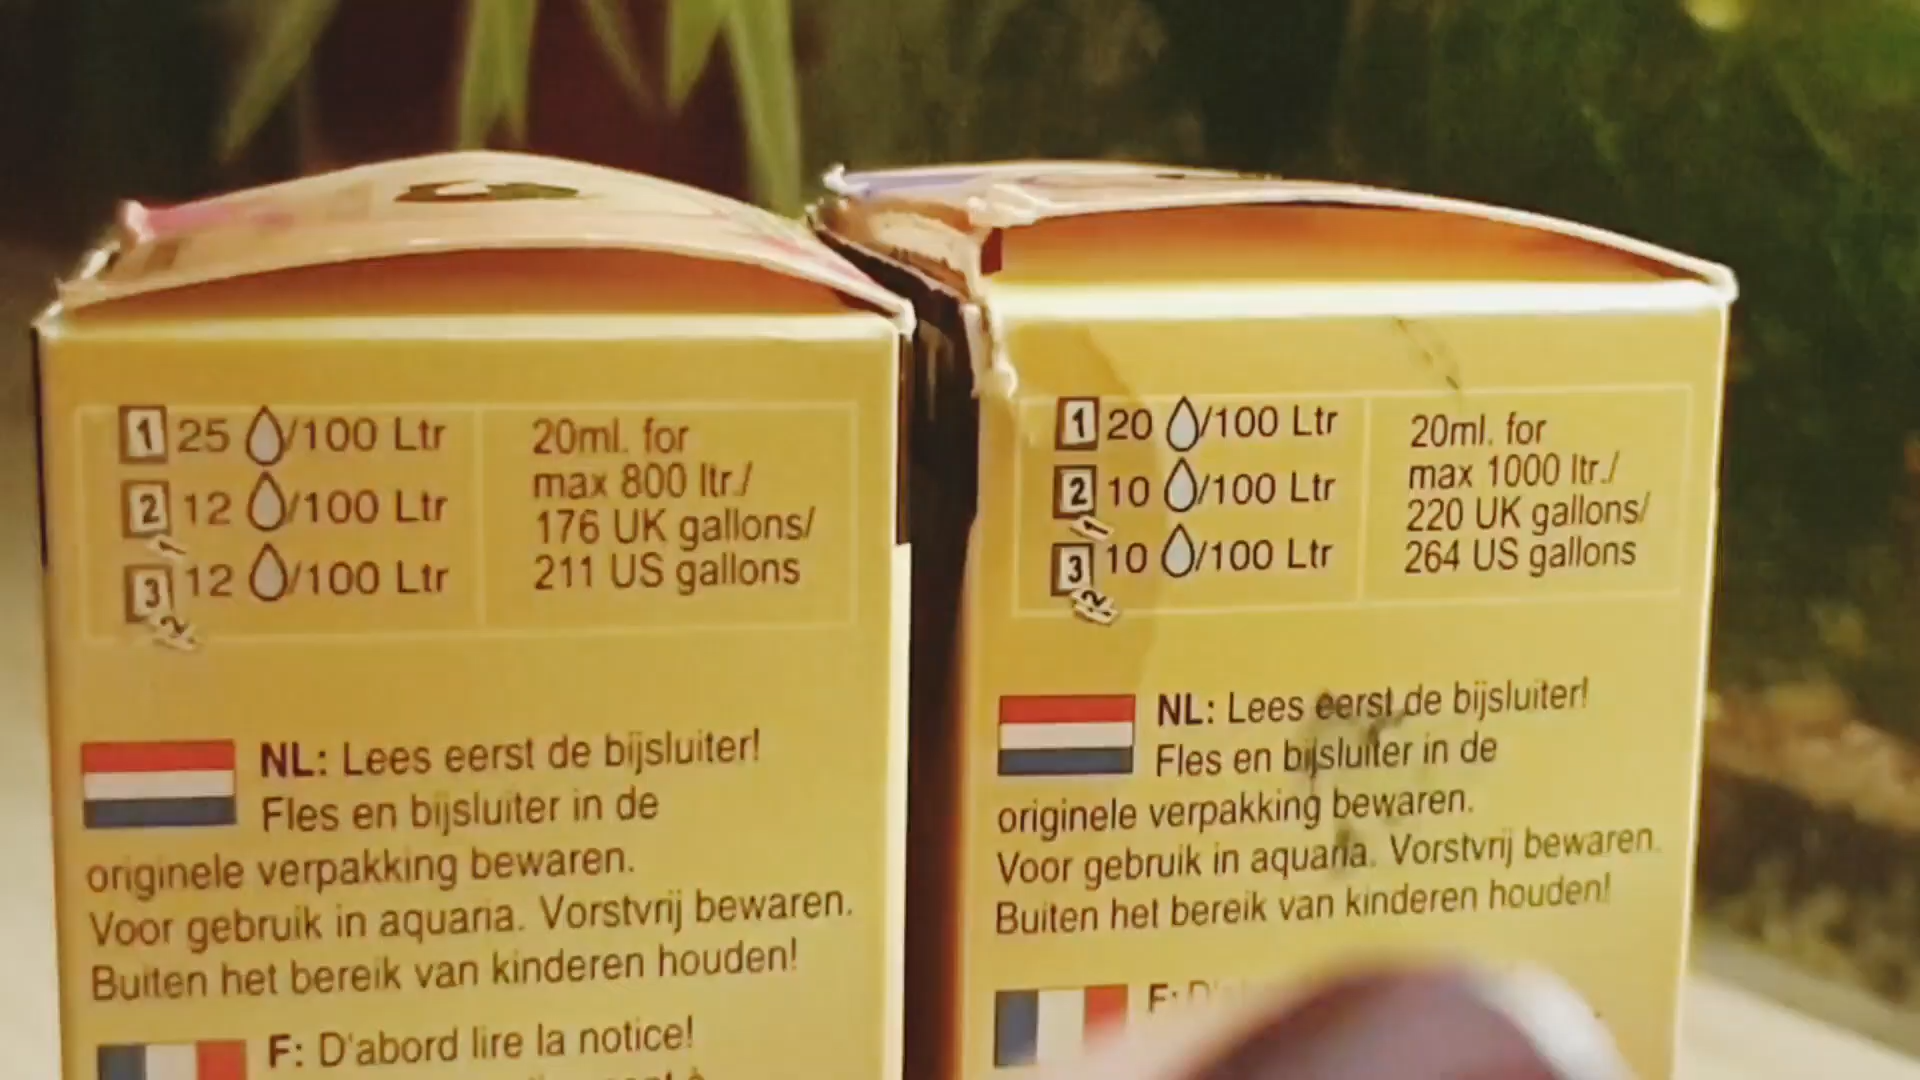 1 25 /100 Ltr
2 12 /100 Ltr
1
3 12 /100 Ltr
2
20ml. for
max 800 ltr./
176 UK gallons/
211 US gallons
NL: Lees eerst de bijsluiter!
Fles en bijsluiter in de
originele verpakking bewaren.
Voor gebruik in aquaria. Vorstvrij bewaren.
Buiten het bereik van kinderen houden!
F: D'abord lire la notice!
1 20 /100 Ltr
2 10 /100 Ltr
1
3 10 /100 Ltr
2
20ml. for
max 1000 ltr./
220 UK gallons/
264 US gallons
NL: Lees eerst de bijsluiter!
Fles en bijsluiter in de
originele verpakking bewaren.
Voor gebruik in aquaria. Vorstvrij bewaren.
Buiten het bereik van kinderen houden!
F: